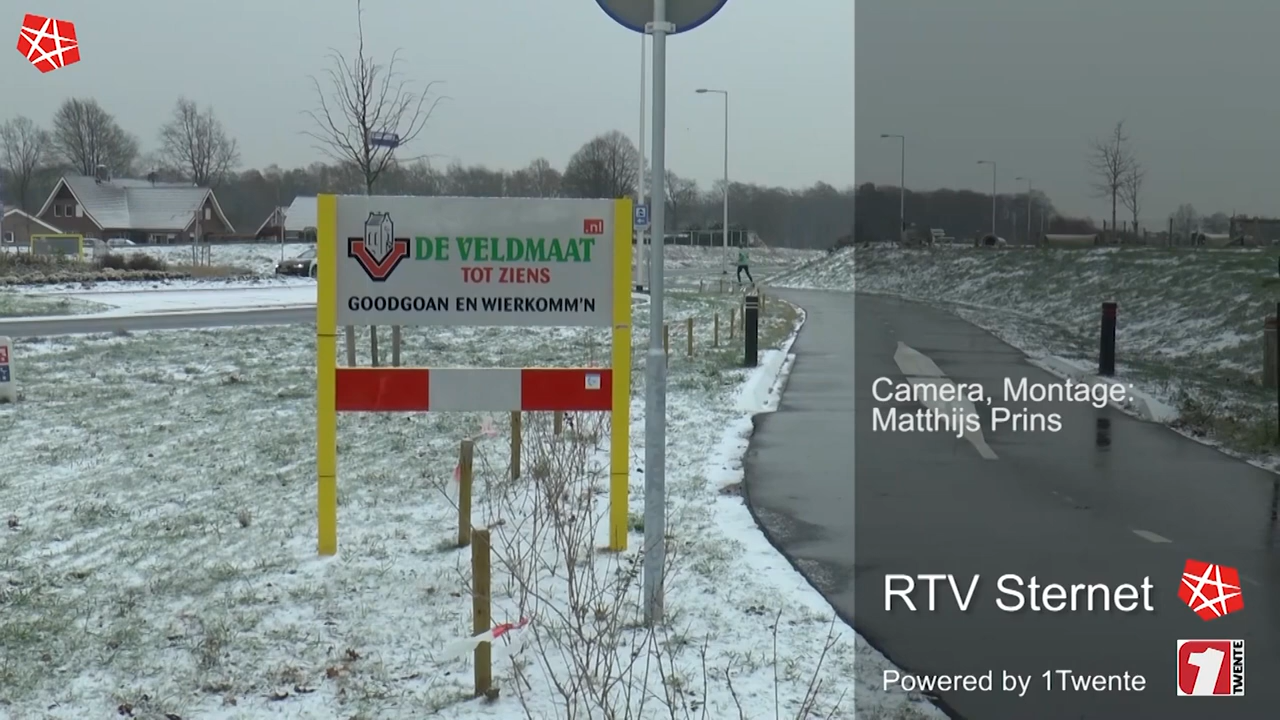 .nl
DE VELDMAAT
TOT ZIENS
GOODGOAN EN WIERKOMM'N
Camera, Montage:
Matthijs Prins
RTV Sternet
Powered by 1Twente
1 TWENTE